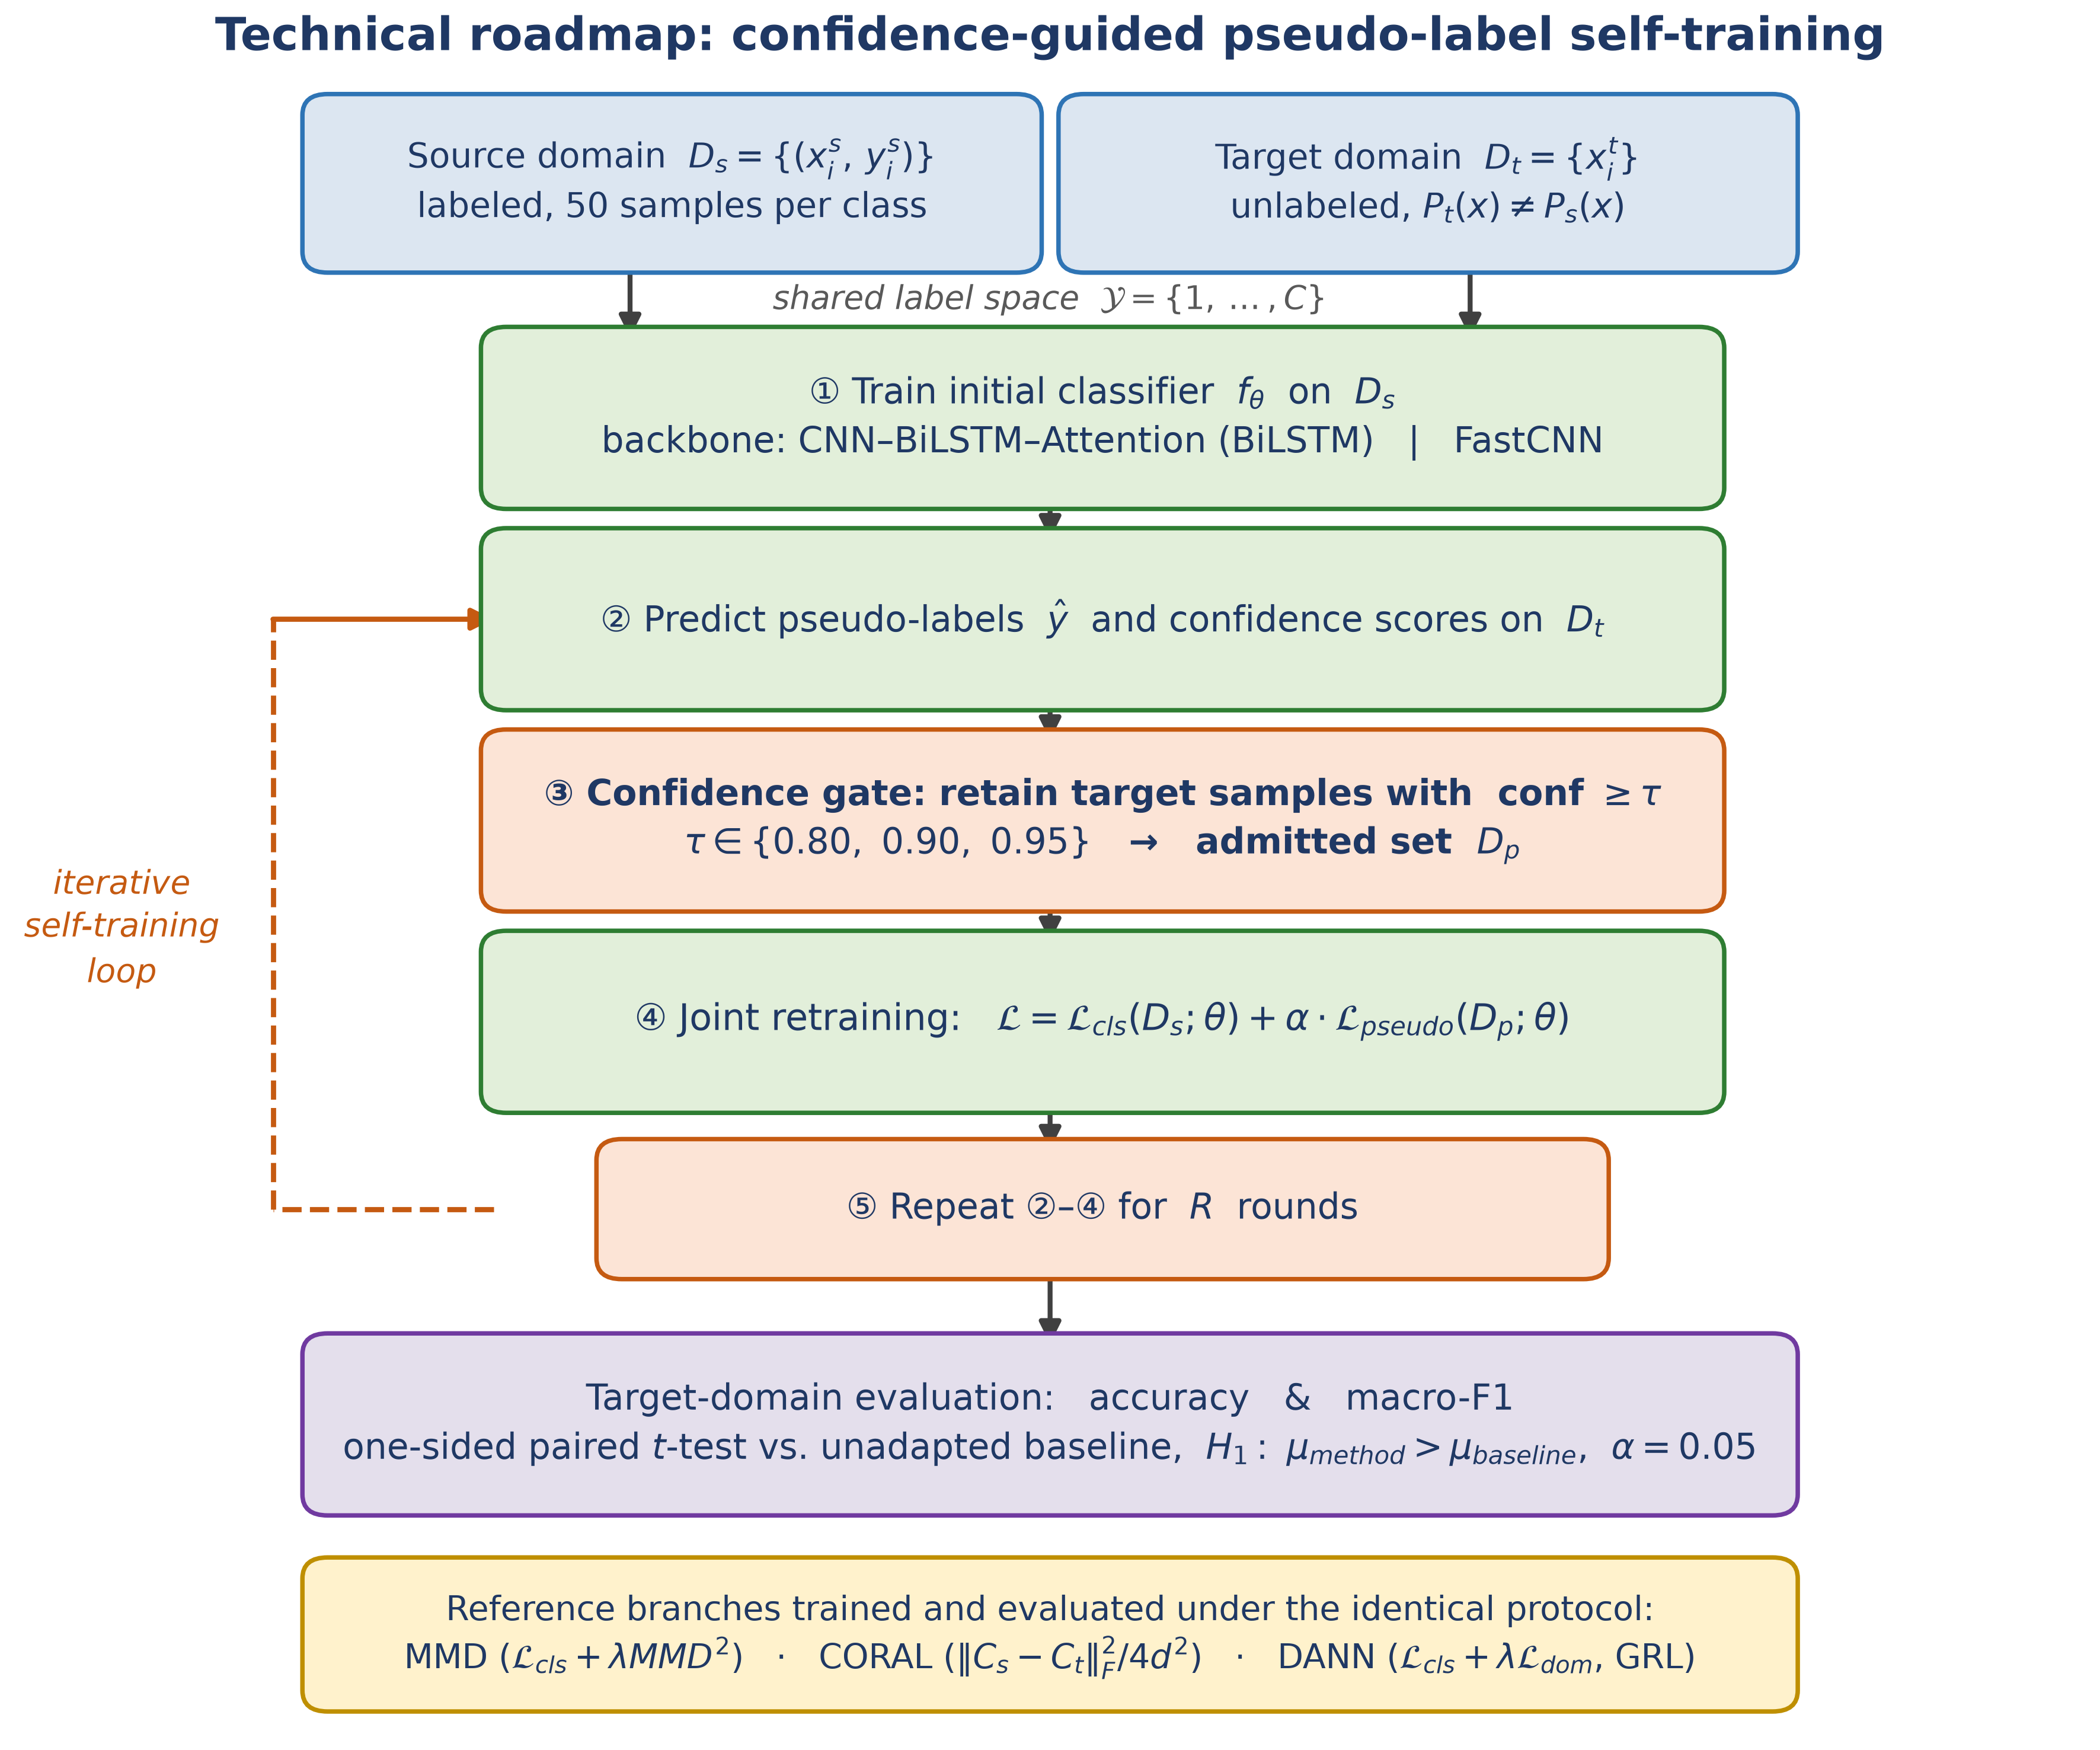 Technical roadmap: confidence-guided pseudo-label self-training
Source domain D_s = {(x_i^s, y_i^s)}
labeled, 50 samples per class
Target domain D_t = {x_i^t}
unlabeled, P_t(x) ≠ P_s(x)
shared label space 𝒴 = {1, … , C}
① Train initial classifier f_θ on D_s
backbone: CNN–BiLSTM–Attention (BiLSTM) | FastCNN
② Predict pseudo-labels ŷ and confidence scores on D_t
③ Confidence gate: retain target samples with conf ≥ τ
τ ∈ {0.80, 0.90, 0.95} → admitted set D_p
iterative
self-training
loop
④ Joint retraining: ℒ = ℒ_cls(D_s; θ) + α · ℒ_pseudo(D_p; θ)
⑤ Repeat ②–④ for R rounds
Target-domain evaluation: accuracy & macro-F1
one-sided paired t-test vs. unadapted baseline, H_1: μ_method > μ_baseline, α = 0.05
Reference branches trained and evaluated under the identical protocol:
MMD (ℒ_cls + λMMD²) · CORAL (‖C_s − C_t‖_F²/4d²) · DANN (ℒ_cls + λℒ_dom, GRL)